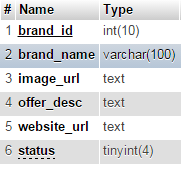 # Name Type
1 brand_id int(10)
2 brand_name varchar(100)
3 image_url text
4 offer_desc text
5 website_url text
6 status tinyint(4)